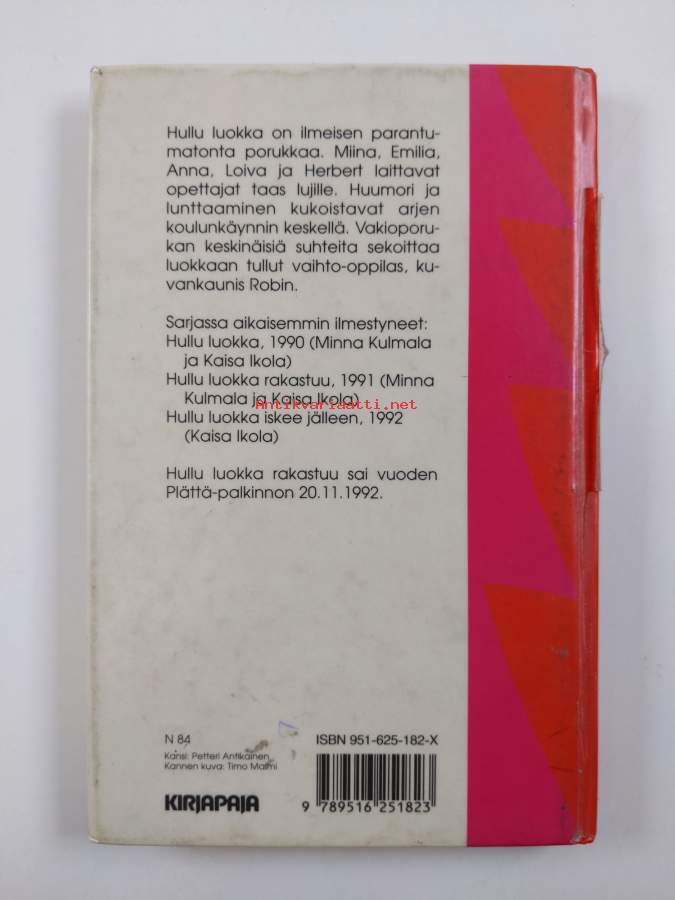 Hullu luokka on ilmeisen parantu-
matonta porukkaa. Miina, Emilia,
Anna, Loiva ja Herbert laittavat
opettajat taas lujille. Huumori ja
lunttaaminen kukoistavat arjen
koulunkäynnin keskellä. Vakioporu-
kan keskinäisiä suhteita sekoittaa
luokkaan tullut vaihto-oppilas, ku-
vankaunis Robin.
Sarjassa aikaisemmin ilmestyneet:
Hullu luokka, 1990 (Minna Kulmala
ja Kaisa Ikola)
Hullu luokka rakastuu, 1991 (Minna
Kulmala ja Kaisa Ikola)
Antikvariaatti.net
Hullu luokka iskee jälleen, 1992
(Kaisa Ikola)
Hullu luokka rakastuu sai vuoden
Plättä-palkinnon 20.11.1992.
N 84
Kansi: Petteri Antikainen
Kannen kuva: Timo Malmi
KIRJAPAJA
ISBN 951-625-182-X
9 789516 251823